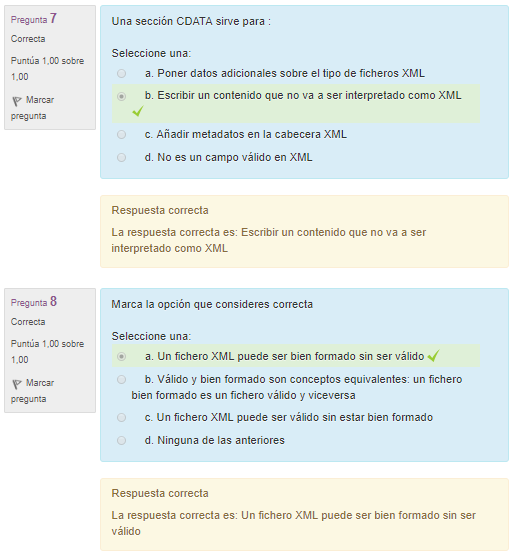 Pregunta 7
Correcta
Puntúa 1,00 sobre
1,00
Marcar
pregunta
Una sección CDATA sirve para :
Seleccione una:
a. Poner datos adicionales sobre el tipo de ficheros XML
b. Escribir un contenido que no va a ser interpretado como XML
c. Añadir metadatos en la cabecera XML
d. No es un campo válido en XML
Respuesta correcta
La respuesta correcta es: Escribir un contenido que no va a ser
interpretado como XML
Pregunta 8
Correcta
Puntúa 1,00 sobre
1,00
Marcar
pregunta
Marca la opción que consideres correcta
Seleccione una:
a. Un fichero XML puede ser bien formado sin ser válido
b. Válido y bien formado son conceptos equivalentes: un fichero
bien formado es un fichero válido y viceversa
c. Un fichero XML puede ser válido sin estar bien formado
d. Ninguna de las anteriores
Respuesta correcta
La respuesta correcta es: Un fichero XML puede ser bien formado sin ser
válido